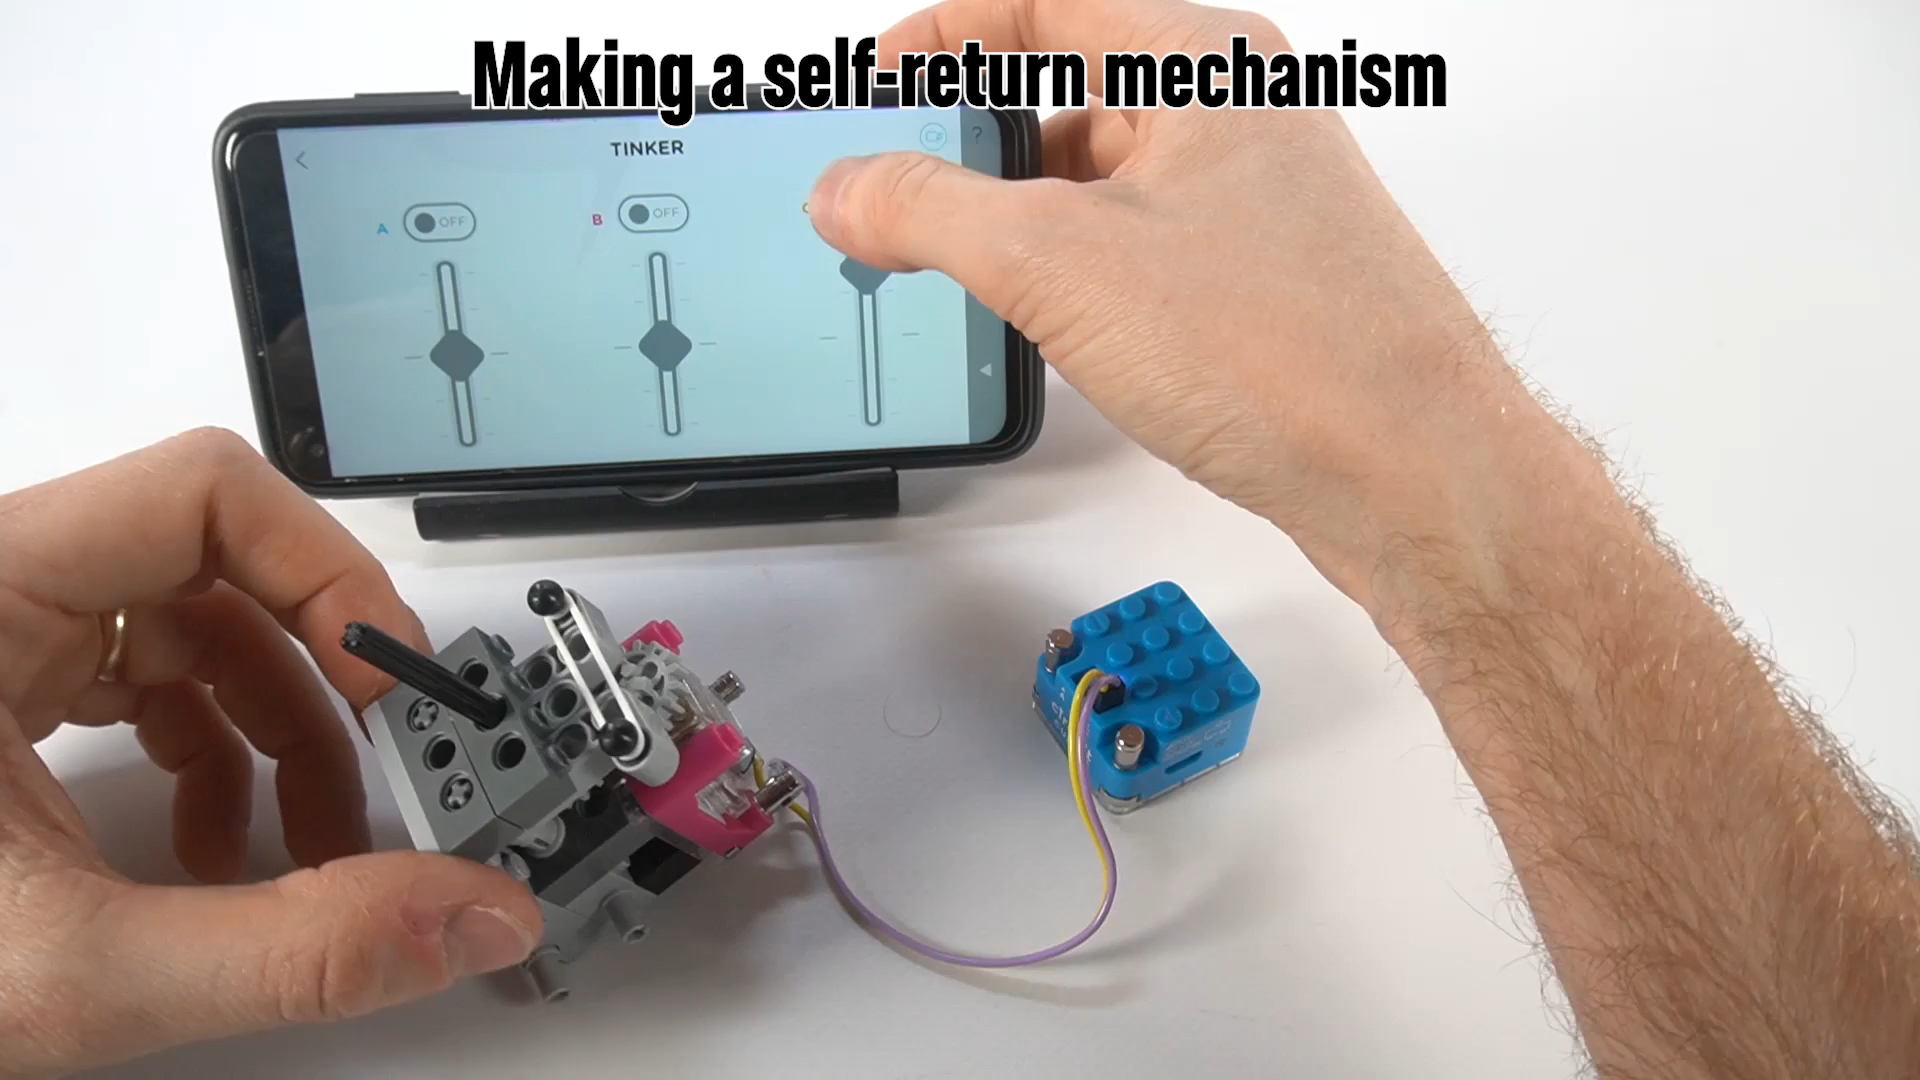 Making a self-return mechanism
TINKER
?
A
OFF
B
OFF